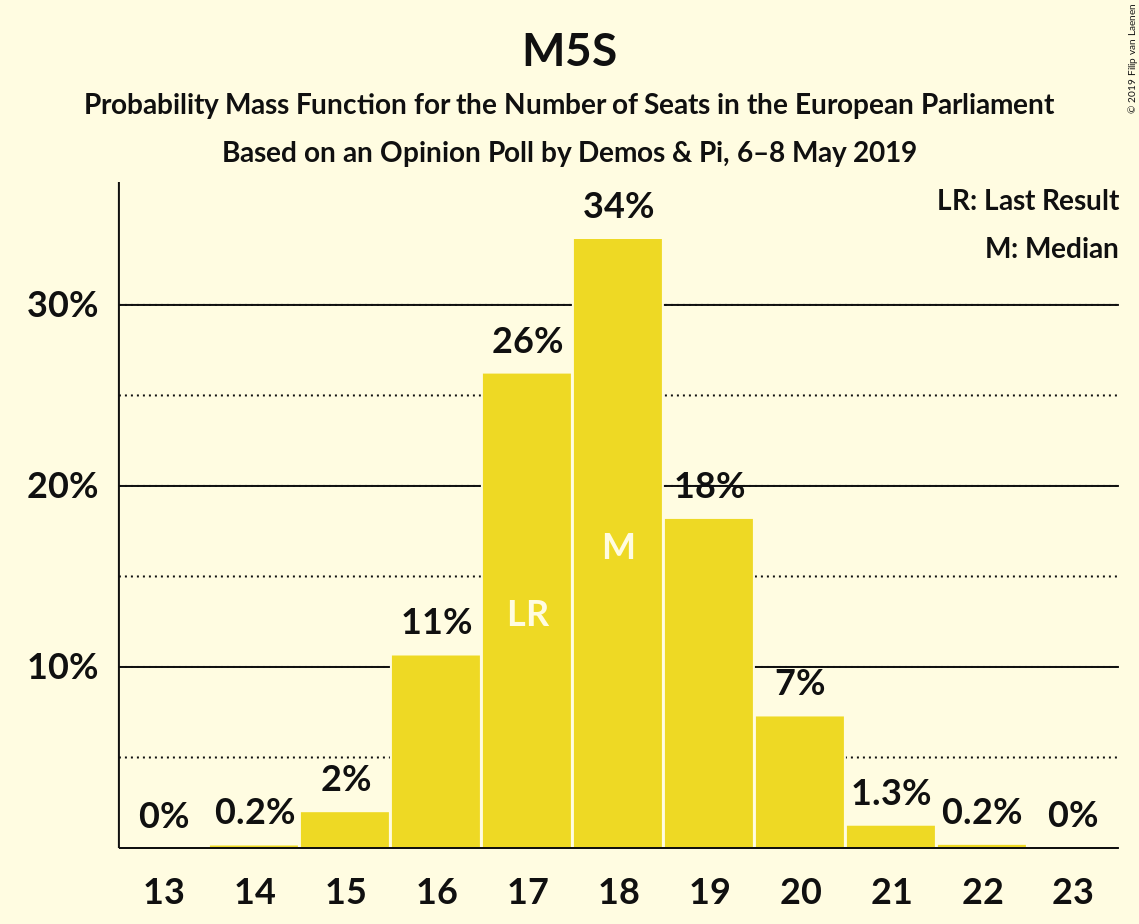 © 2019 Filip van Laenen
M5S
Probability Mass Function for the Number of Seats in the European Parliament
Based on an Opinion Poll by Demos & Pi, 6–8 May 2019
LR: Last Result
M: Median
34%
30%
26%
20%
18%
M
LR
11%
10%
7%
2%
1.3%
0%
0.2%
0.2%
0%
13 14 15 16 17 18 19 20 21 22 23